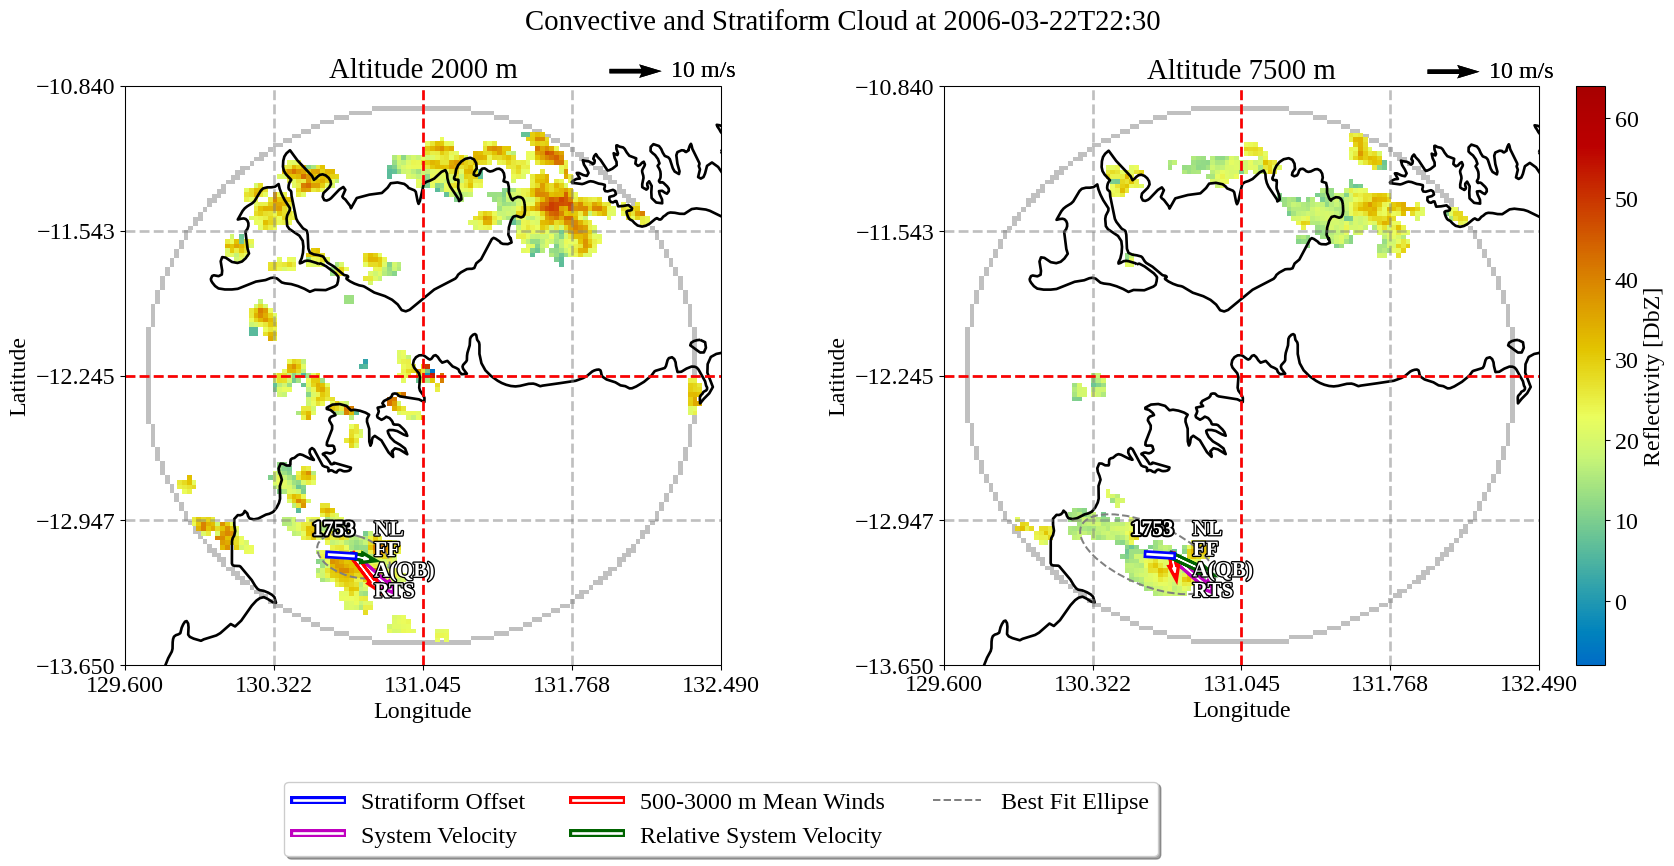 Convective and Stratiform Cloud at 2006-03-22T22:30
Altitude 2000 m
10 m/s
Altitude 7500 m
10 m/s
−10.840
−11.543
−12.245
−12.947
−13.650
Latitude
129.600
130.322
131.045
131.768
132.490
Longitude
1753
NL
FF
A(QB)
RTS
−10.840
−11.543
−12.245
−12.947
−13.650
Latitude
129.600
130.322
131.045
131.768
132.490
Longitude
1753
NL
FF
A(QB)
RTS
60
50
40
30
20
10
0
Reflectivity [DbZ]
Stratiform Offset
System Velocity
500-3000 m Mean Winds
Relative System Velocity
Best Fit Ellipse